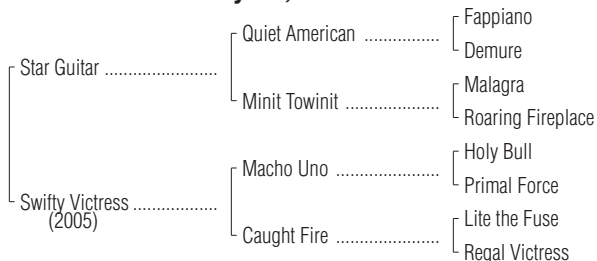 Star Guitar ........................
Swifty Victress ..................
(2005)
Quiet American ................
Minit Towinit ....................
Macho Uno ......................
Caught Fire ......................
Fappiano
Demure
Malagra
Roaring Fireplace
Holy Bull
Primal Force
Lite the Fuse
Regal Victress